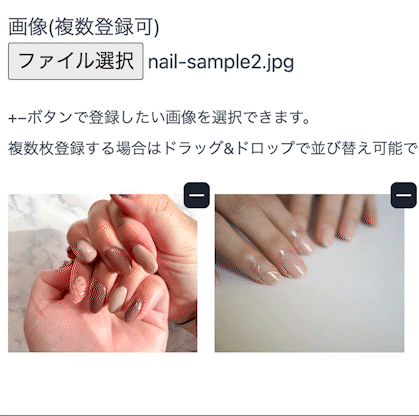 画像(複数登録可)
ファイル選択 nail-sample2.jpg
+−ボタンで登録したい画像を選択できます。
複数枚登録する場合はドラッグ&ドロップで並び替え可能で